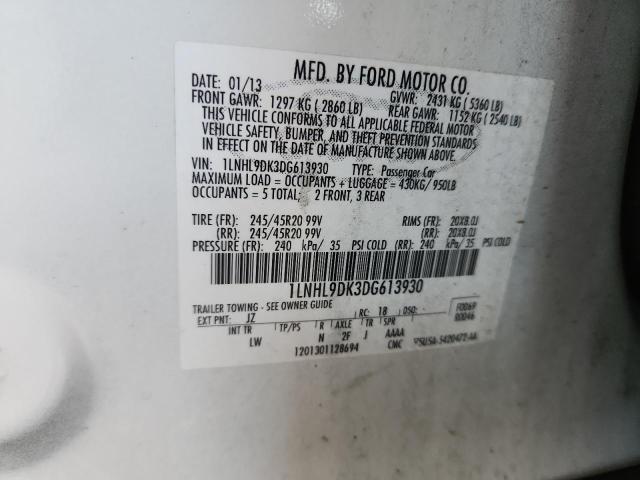 MFD. BY FORD MOTOR CO.
DATE: 01/13 GVWR: 2431 KG ( 5360 LB)
FRONT GAWR: 1297 KG ( 2860 LB) REAR GAWR: 1152 KG ( 2540 LB)
THIS VEHICLE CONFORMS TO ALL APPLICABLE FEDERAL MOTOR
VEHICLE SAFETY, BUMPER, AND THEFT PREVENTION STANDARDS
IN EFFECT ON THE DATE OF MANUFACTURE SHOWN ABOVE.
VIN: 1LNHL9DK3DG613930 TYPE: Passenger Car
MAXIMUM LOAD = OCCUPANTS + LUGGAGE = 430KG/ 950LB
OCCUPANTS = 5 TOTAL: 2 FRONT, 3 REAR
TIRE (FR): 245/45R20 99V RIMS (FR): 20X8.0J
(RR): 245/45R20 99V (RR): 20X8.0J
PRESSURE (FR): 240 kPa/ 35 PSI COLD (RR): 240 kPa/ 35 PSI COLD
1LNHL9DK3DG613930
TRAILER TOWING - SEE OWNER GUIDE
EXT PNT: JZ RC: 18 DSO: F0069
00046
INT TR TP/PS R AXLE TR SPR
LW N 2F J AAAA
1201301128694 CMC